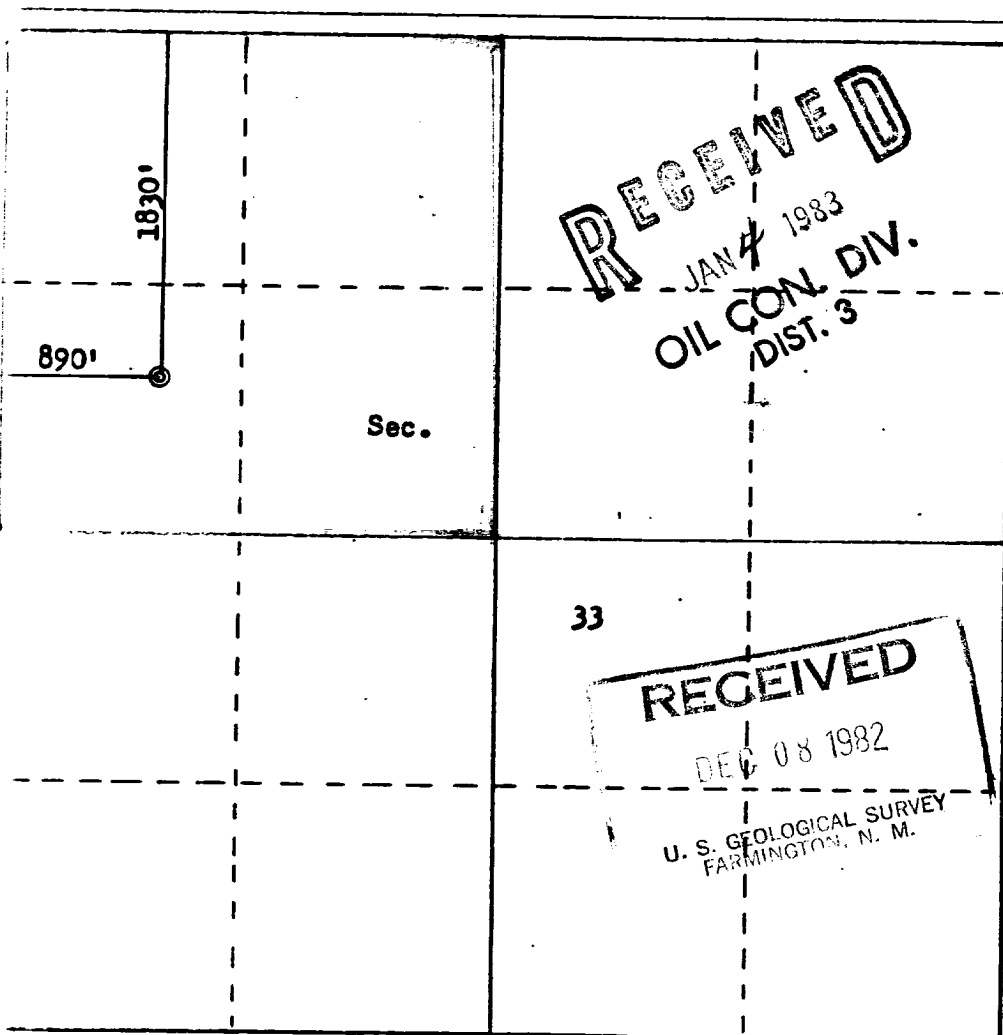 1830'
890'
Sec.
33
RECEIVED
JAN 4 1983
OIL CON. DIV.
DIST. 3
RECEIVED
DEC 08 1982
U. S. GEOLOGICAL SURVEY
FARMINGTON, N. M.